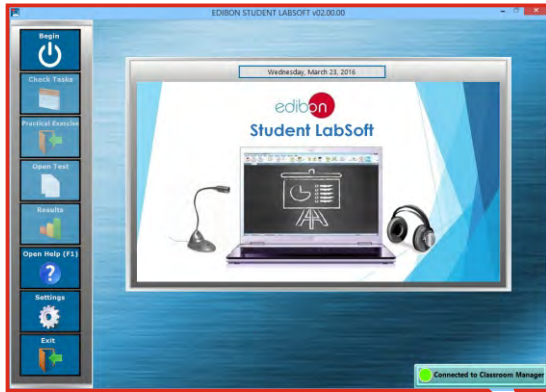 EDIBON STUDENT LABSOFT v02.00.00
Begin
Check Tasks
Practical Exercise
Open Test
Results
Open Help (F1)
?
Settings
Exit
Wednesday, March 23, 2016
edibon
Student LabSoft
Connected to Classroom Manager